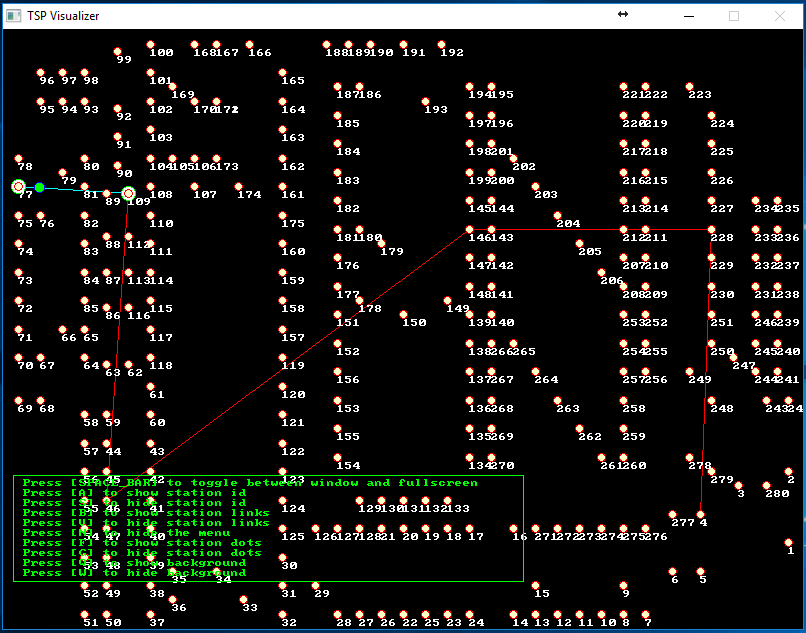 TSP Visualizer
99 100 168 167 166 188 189 190 191 192
96 97 98 101 165
169 187 186 194 195 221 222 223
95 94 93 102 170 171 172 164 193
92 185 197 196 220 219 224
91 103 163
184 198 201 217 218 225
78 80 104 105 106 173 162 202
79 90 183 199 200 216 215 226
77 81 89 109 108 107 174 161 203
182 145 144 213 214 227 234 235
75 76 82 110 175 204
88 112 181 180 146 143 212 211 228 233 236
74 83 111 160 179 205
176 147 142 207 210 229 232 237
73 84 87 113 114 159 206
177 148 141 208 209 230 231 238
72 85 86 116 115 158 178 149
151 150 139 140 253 252 251 246 239
71 66 65 117 157
152 138 266 265 254 255 250 245 240
70 67 64 63 62 118 119 247
156 137 267 264 257 256 249 244 241
61 120
69 68 153 136 268 263 258 248 243 24
58 59 60 121
155 135 269 262 259
57 44 43 122
154 134 270 261 260 278
56 45 42 123 279 2
Press [SPACE_BAR] to toggle between window and fullscreen
3 280
Press [A] to show station id
Press to hide station id
55 46 41 124 129 130 131 132 133
Press [B] to show station links
277 4
Press to hide station links
Press to hide the menu
54 47 40 125 126 127 128 21 20 19 18 17 16 271 272 273 274 275 276
Press to show station dots
1
Press to hide station dots
Press to show background
53 48 39 30
Press [W] to hide background
35 34 6 5
52 49 38 31 29 15 9
36 33
51 50 37 32 28 27 26 22 25 23 24 14 13 12 11 10 8 7